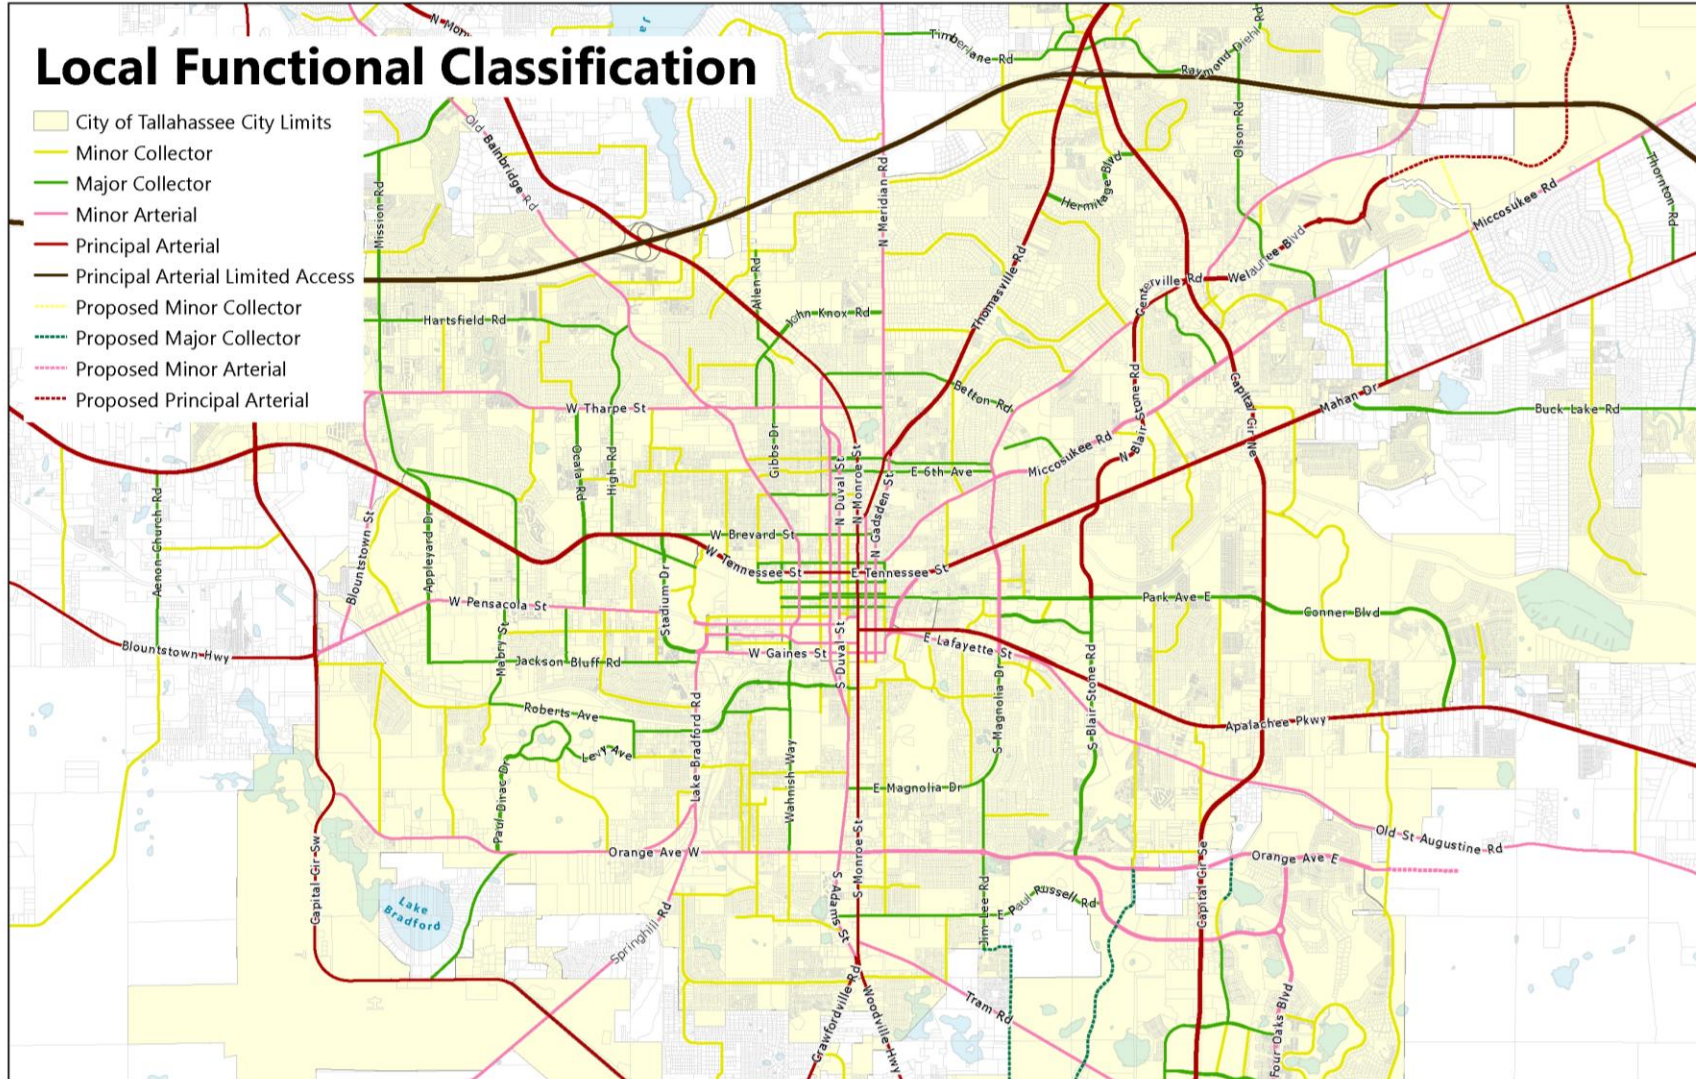 Local Functional Classification
City of Tallahassee City Limits
Minor Collector
Major Collector
Minor Arterial
Principal Arterial
Principal Arterial Limited Access
Proposed Minor Collector
Proposed Major Collector
Proposed Minor Arterial
Proposed Principal Arterial
Timberlane Rd
Raymond Diehl Rd
Old Bainbridge Rd
Olson Rd
Mission Rd
N Meridian Rd
Hermitage Blvd
Thornton Rd
Miccosukee Rd
Welaunee Blvd
Thomasville Rd
Centerville Rd
Allen Rd
John Knox Rd
Hartsfield Rd
Betton Rd
N Blair Stone Rd
Capital Cir Ne
Mahan Dr
Buck Lake Rd
W Tharpe St
Ocala Rd
High Rd
Gibbs Dr
N Duval St
N Monroe St
N Gadsden St
E 6th Ave
Miccosukee Rd
Aenon Church Rd
Blountstown St
Appleyard Dr
W Brevard St
W Tennessee St
E Tennessee St
Stadium Dr
W Pensacola St
Park Ave E
Conner Blvd
Blountstown Hwy
Mabry St
Jackson Bluff Rd
W Gaines St
S Duval St
E Lafayette St
S Magnolia Dr
S Blair Stone Rd
Apalachee Pkwy
Roberts Ave
Levy Ave
Lake Bradford Rd
Wahnish Way
Paul Dirac Dr
E Magnolia Dr
Orange Ave W
S Monroe St
Capital Cir Sw
Capital Cir Se
Orange Ave E
Old St Augustine Rd
Lake
Bradford
Springhill Rd
S Adams St
Jim Lee Rd
E Paul Russell Rd
Crawfordville Rd
Woodville Hwy
Tram Rd
Four Oaks Blvd